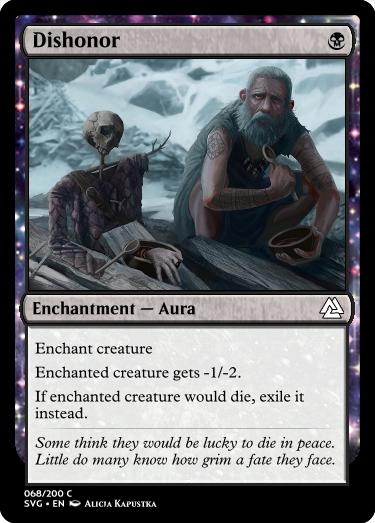 Dishonor
Enchantment — Aura
Enchant creature
Enchanted creature gets -1/-2.
If enchanted creature would die, exile it
instead.
Some think they would be lucky to die in peace.
Little do many know how grim a fate they face.
068/200 C
SVG • EN Alicja Kapustka